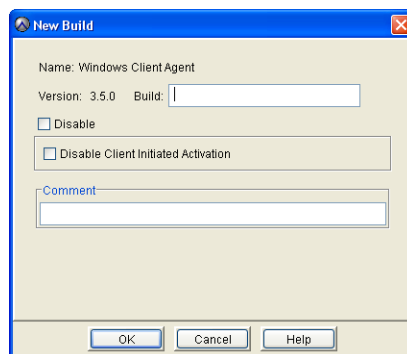 New Build
Name: Windows Client Agent
Version: 3.5.0 Build:
Disable
Disable Client Initiated Activation
Comment
OK Cancel Help